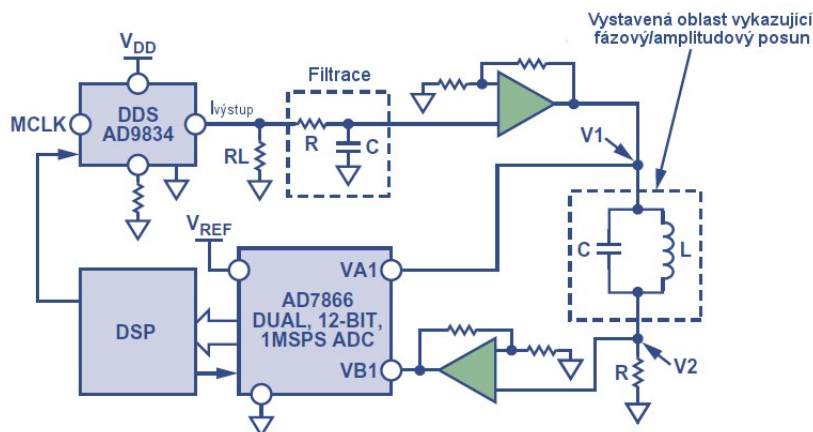 Vystavená oblast vykazující
fázový/amplitudový posun
VDD
Filtrace
DDS
AD9834
MCLK
Ivýstup
R
C
RL
V1
VREF
C
L
VA1
AD7866
DUAL, 12-BIT,
1MSPS ADC
DSP
VB1
R
V2